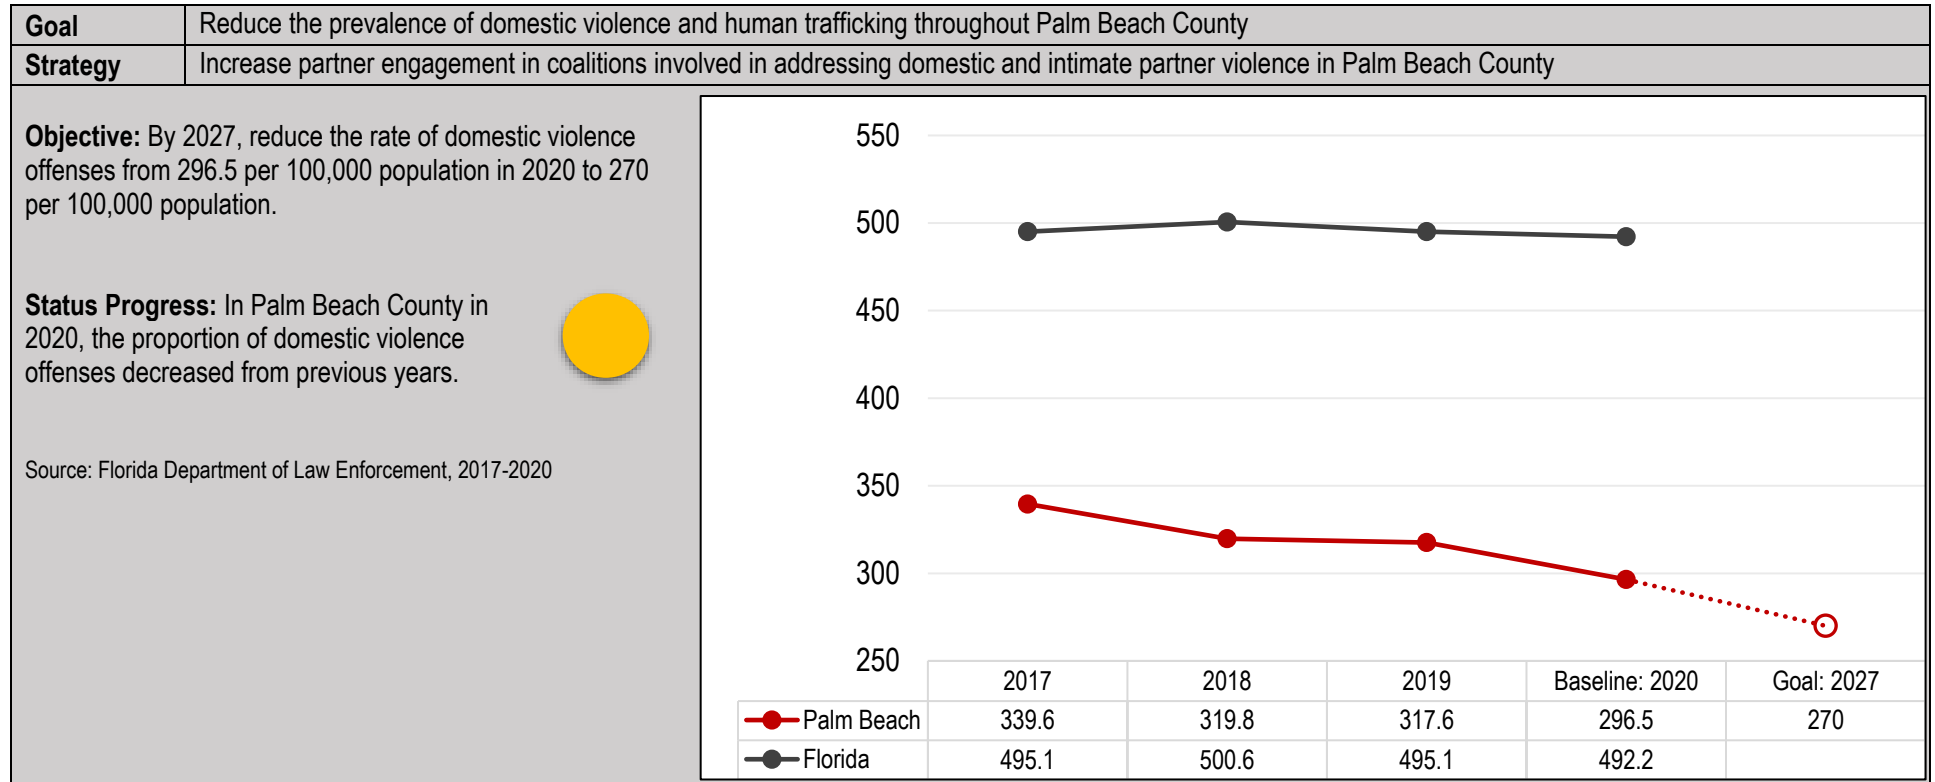 Goal Reduce the prevalence of domestic violence and human trafficking throughout Palm Beach County
Strategy Increase partner engagement in coalitions involved in addressing domestic and intimate partner violence in Palm Beach County
Objective: By 2027, reduce the rate of domestic violence
offenses from 296.5 per 100,000 population in 2020 to 270
per 100,000 population.
Status Progress: In Palm Beach County in
2020, the proportion of domestic violence
offenses decreased from previous years.
Source: Florida Department of Law Enforcement, 2017-2020
550
500
450
400
350
300
250
2017 2018 2019 Baseline: 2020 Goal: 2027
Palm Beach 339.6 319.8 317.6 296.5 270
Florida 495.1 500.6 495.1 492.2